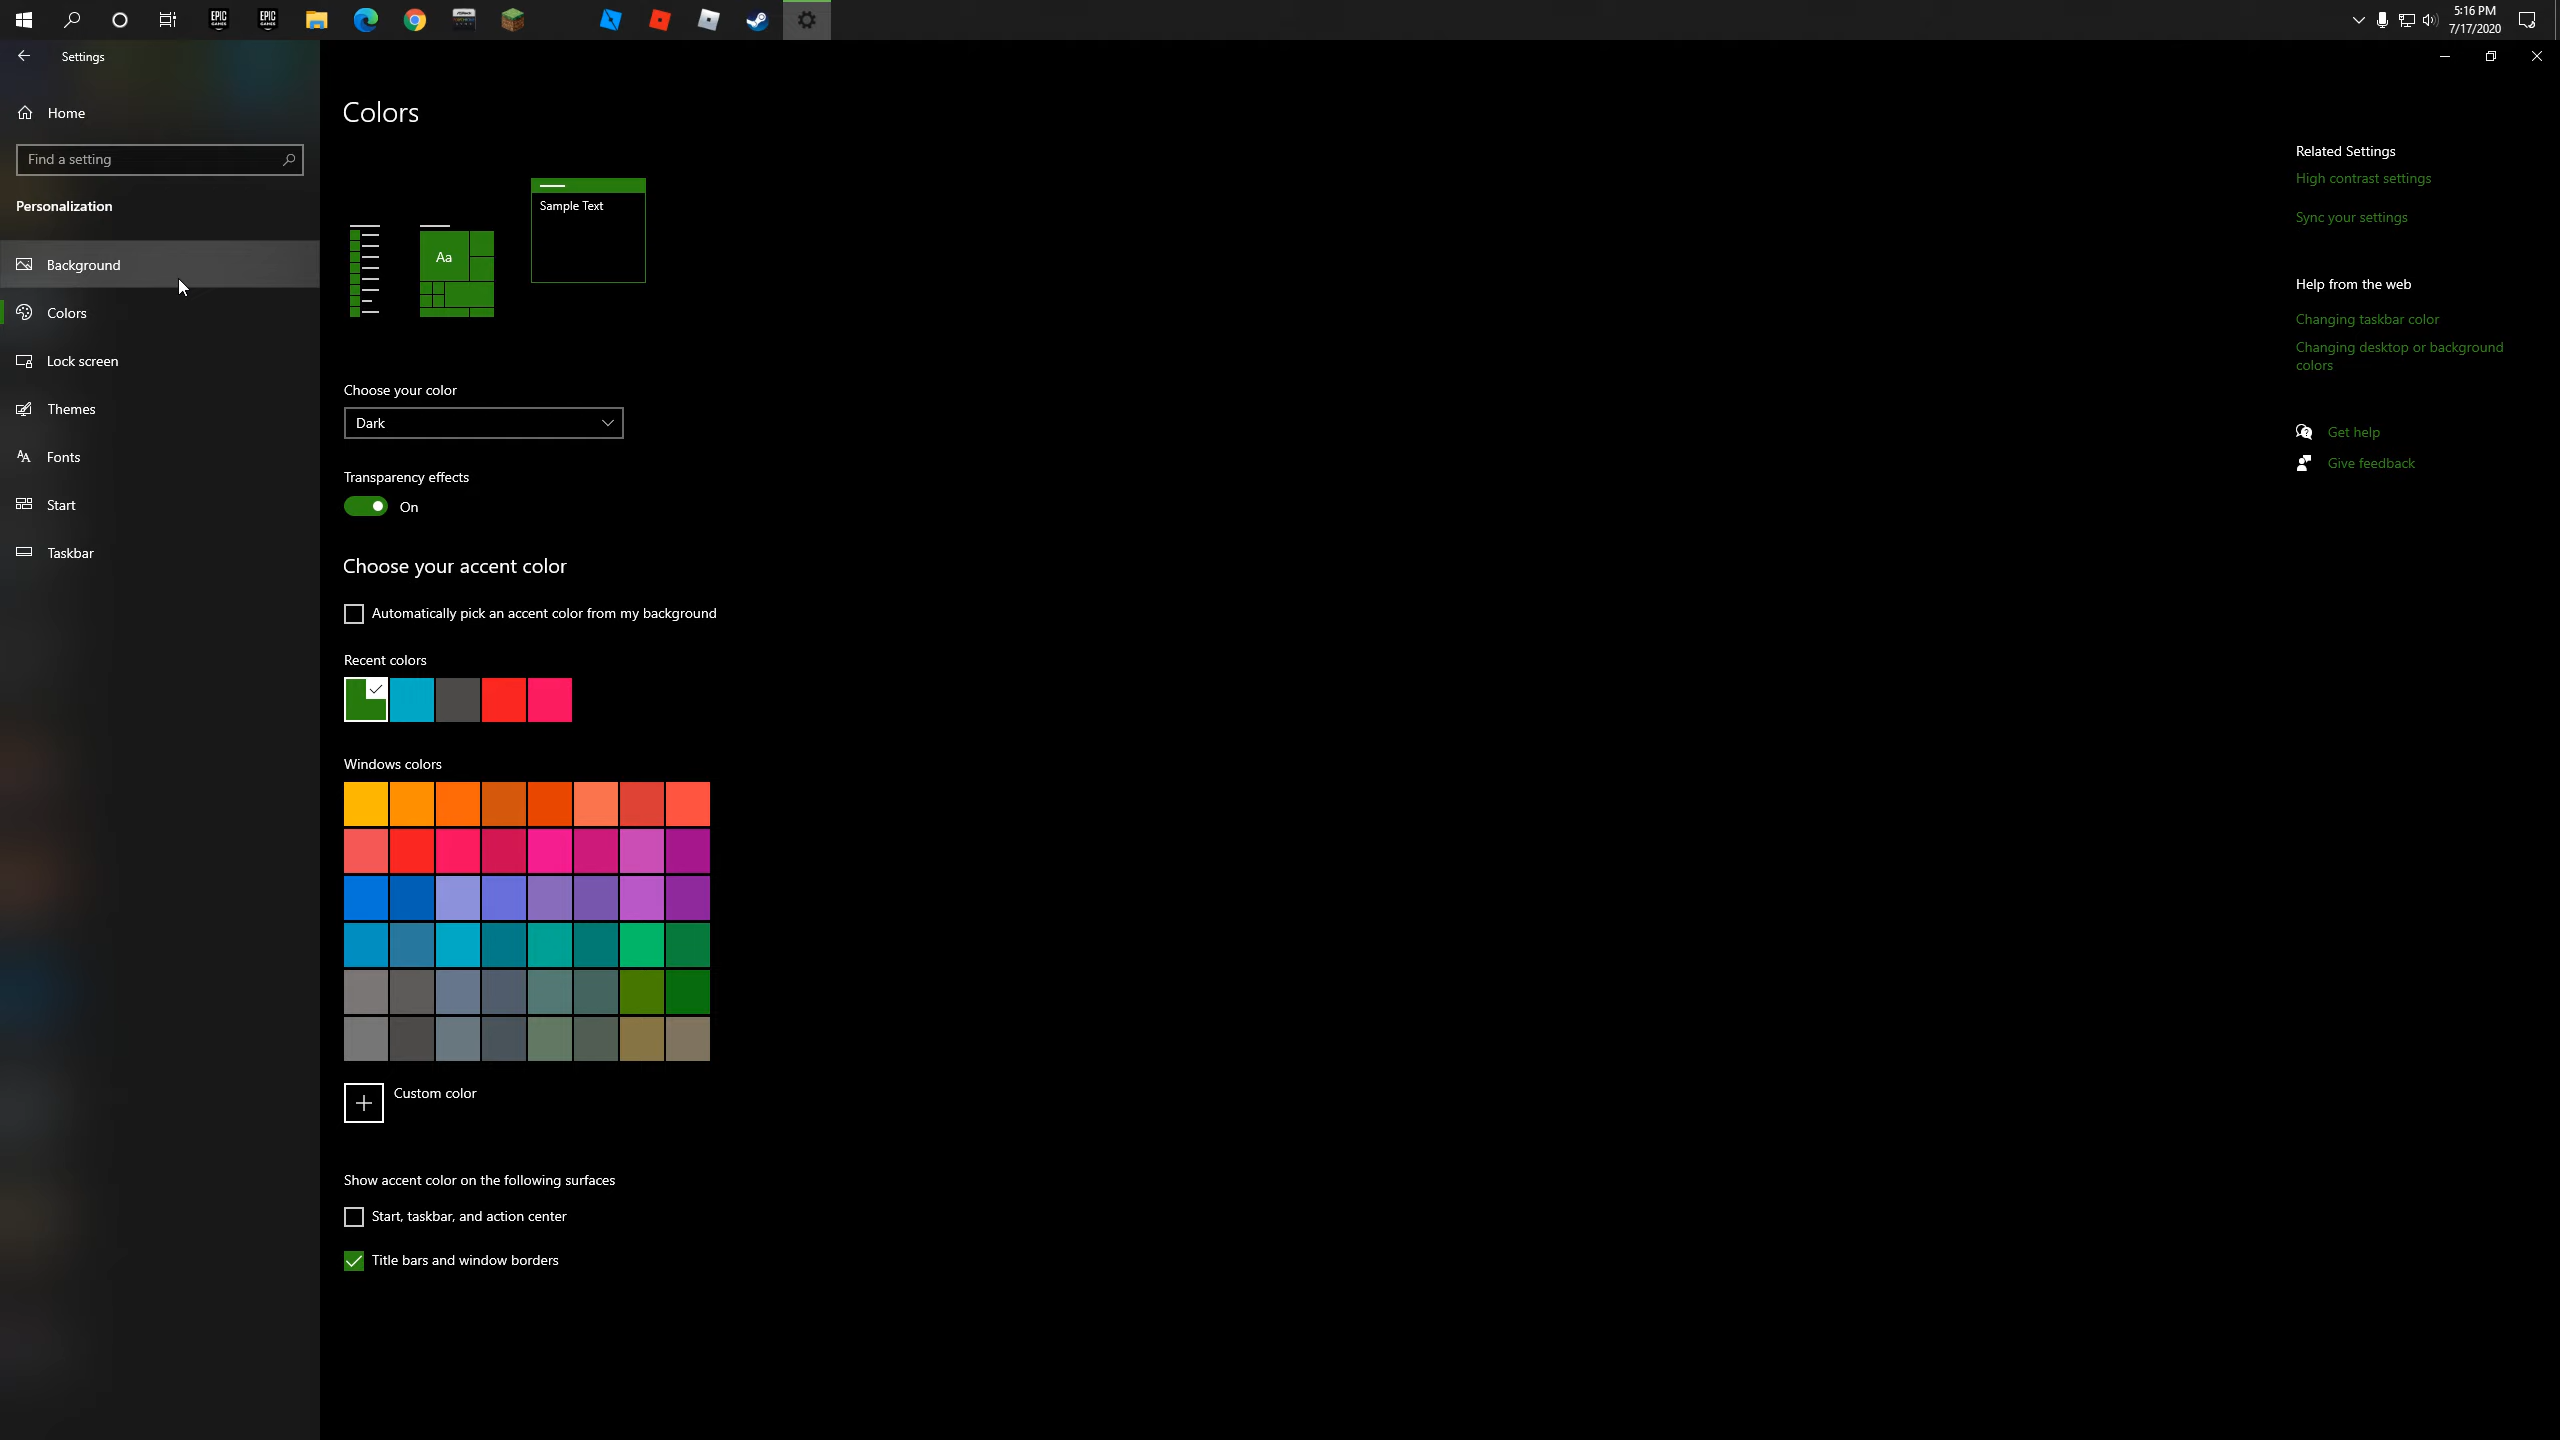 EPIC GAMES
EPIC GAMES
5:16 PM
7/17/2020
Settings
Home
Find a setting
Personalization
Background
Colors
Lock screen
Themes
Fonts
Start
Taskbar
Colors
Sample Text
Aa
Choose your color
Dark
Transparency effects
On
Choose your accent color
Automatically pick an accent color from my background
Recent colors
Windows colors
Custom color
Show accent color on the following surfaces
Start, taskbar, and action center
Title bars and window borders
Related Settings
High contrast settings
Sync your settings
Help from the web
Changing taskbar color
Changing desktop or background
colors
Get help
Give feedback